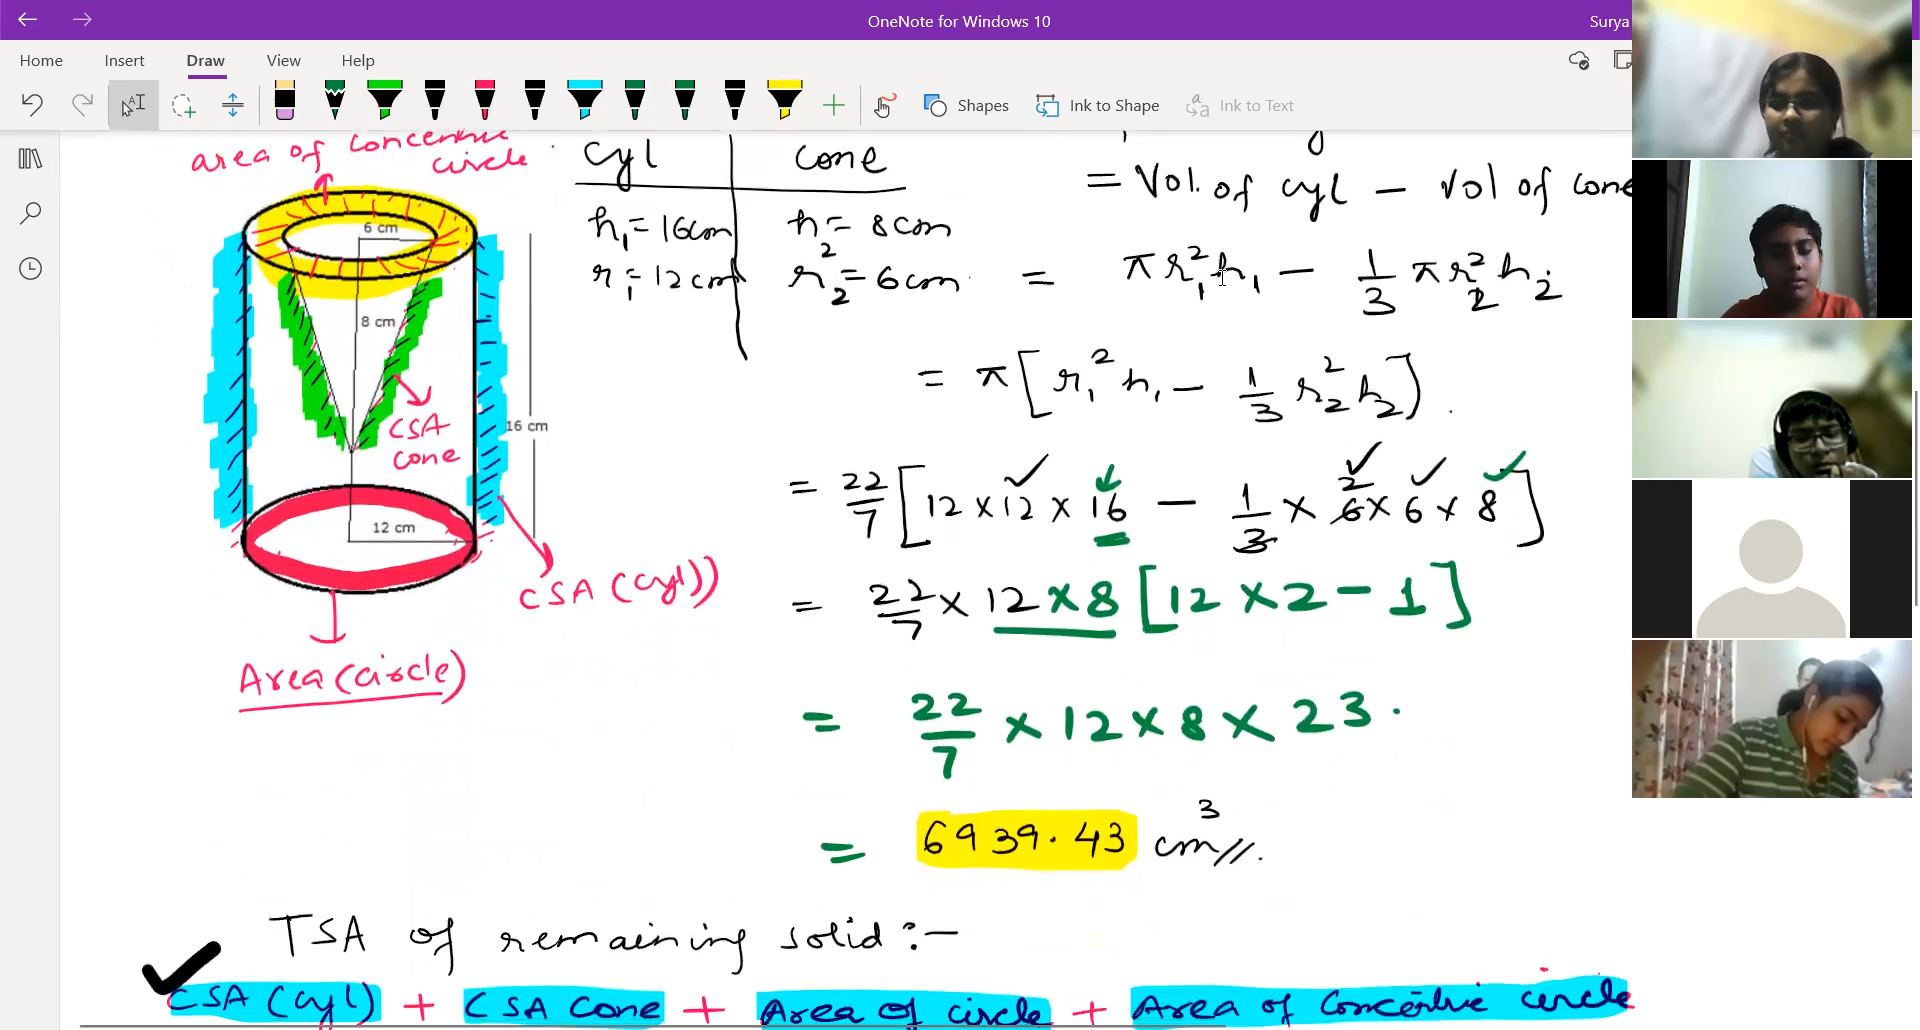 OneNote for Windows 10
Surya
Home Insert Draw View Help
Shapes Ink to Shape Ink to Text
area of concentric
circle
6 cm
8 cm
CSA
cone
16 cm
12 cm
CSA (cyl))
Area (circle)
cyl cone
h₁ = 16cm h₂ = 8cm
r₁ = 12cm r₂ = 6cm
= Vol. of cyl - vol of cone
= πr₁²h₁ - 1/3 πr₂²h₂
= π[r₁²h₁ - 1/3 r₂²h₂].
= 22/7 [12 × 12 × 16 - 1/3 × 6 × 6 × 8]
2
= 22/7 × 12 × 8 [12 × 2 - 1]
= 22/7 × 12 × 8 × 23.
= 6939.43 cm³//.
TSA of remaining solid :-
CSA (cyl) + CSA cone + Area of circle + Area of concentric circle